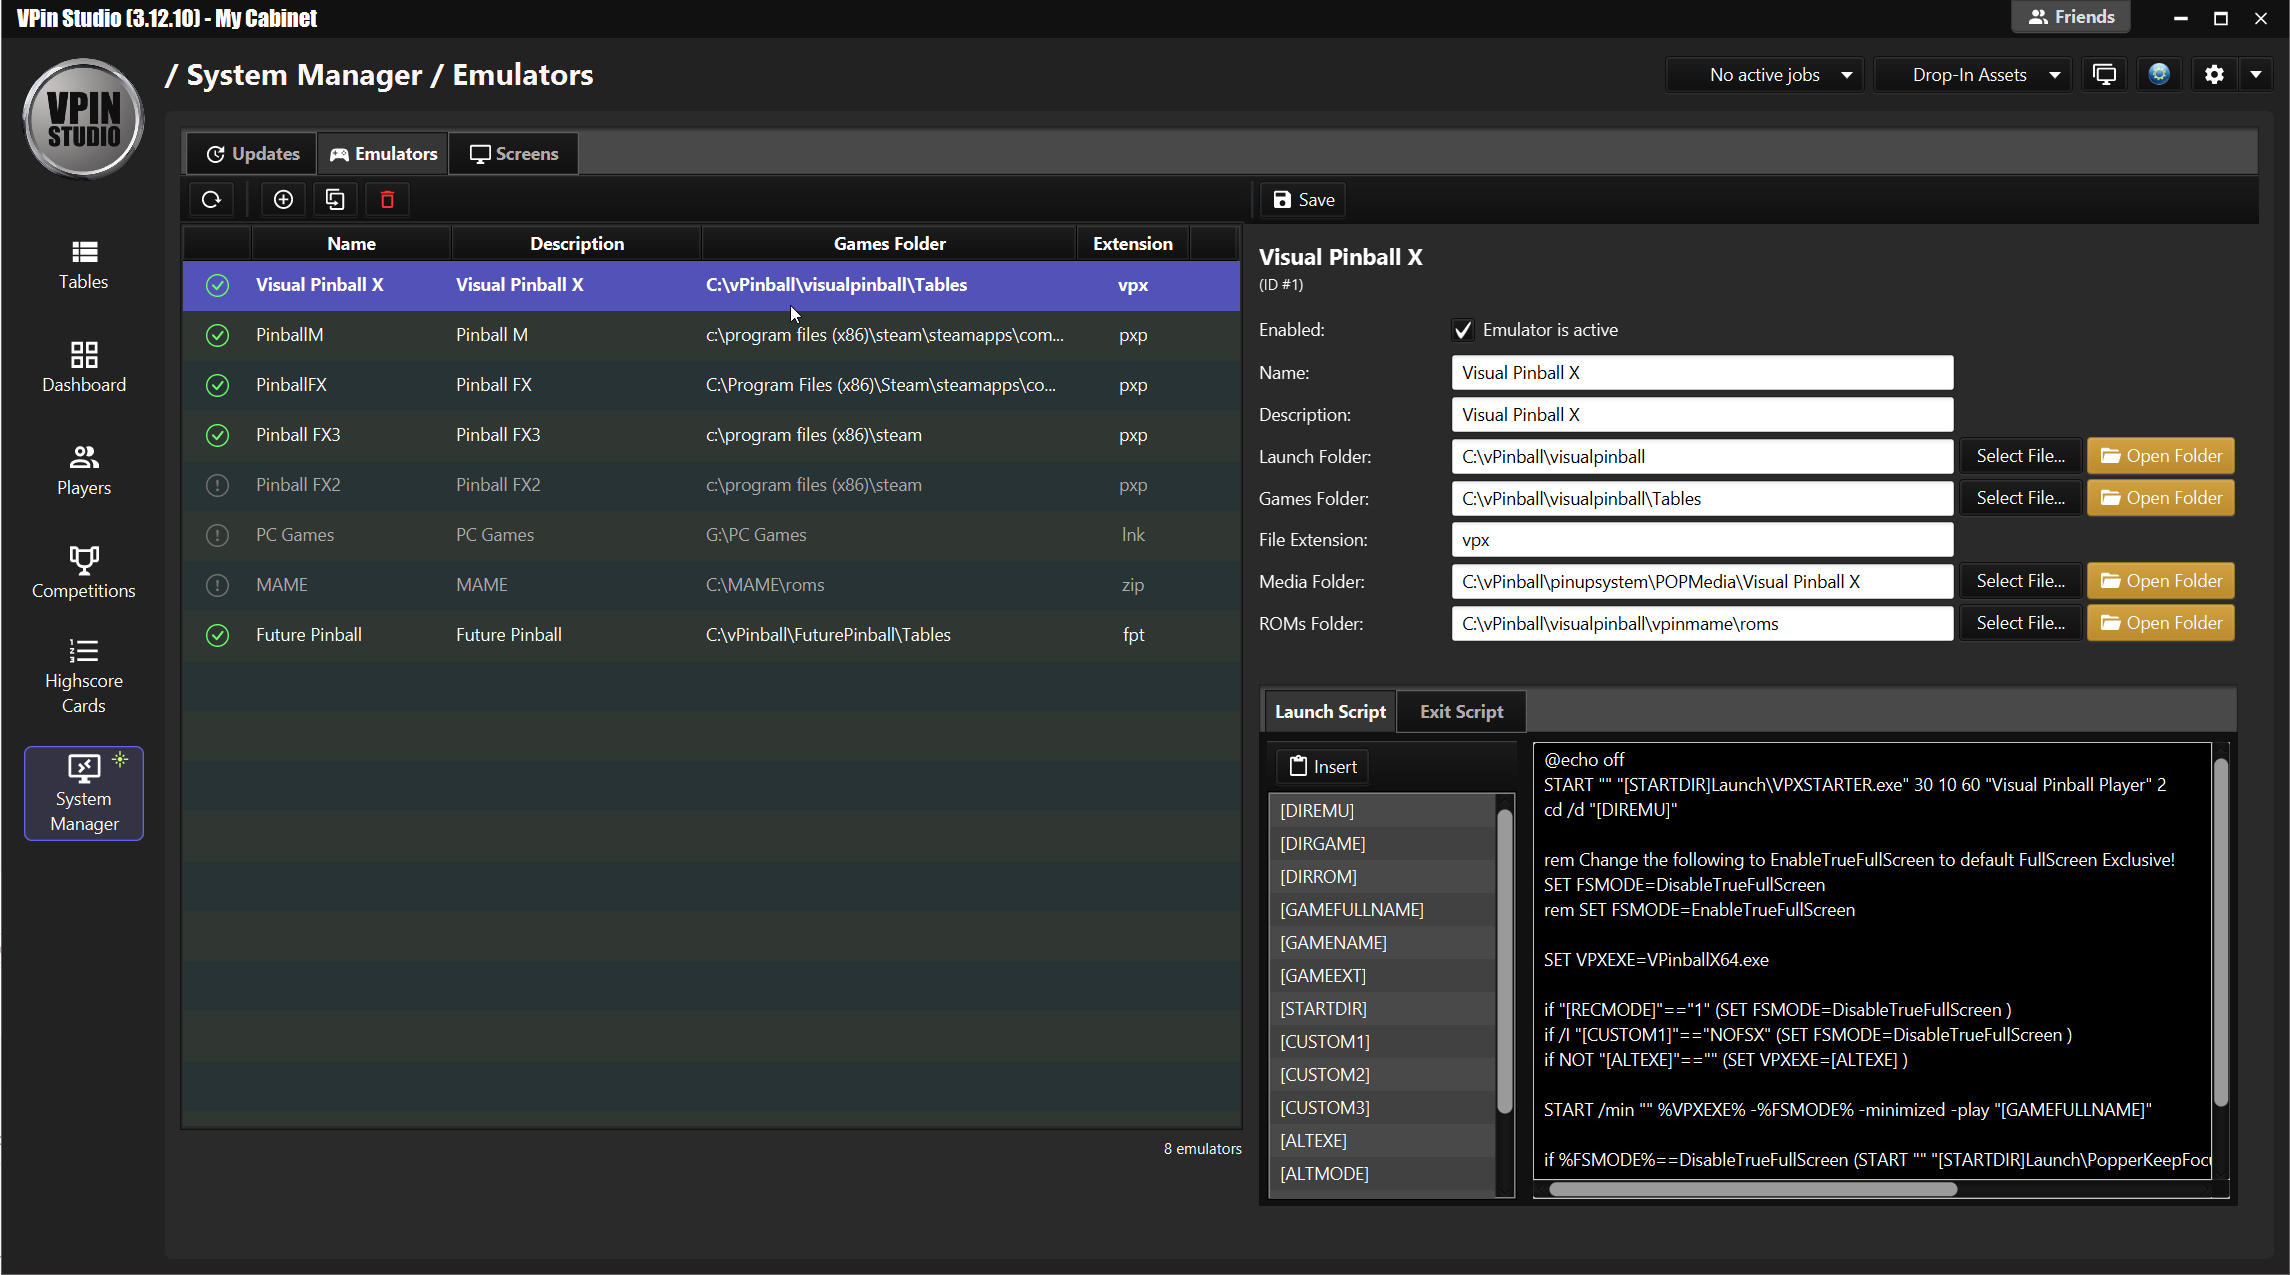 VPin Studio (3.12.10) - My Cabinet
Friends
VPIN
STUDIO
/ System Manager / Emulators
No active jobs
Drop-In Assets
Updates
Emulators
Screens
Save
Tables
Dashboard
Players
Competitions
Highscore
Cards
System
Manager
Name Description Games Folder Extension
Visual Pinball X Visual Pinball X C:\vPinball\visualpinball\Tables vpx
PinballM Pinball M c:\program files (x86)\steam\steamapps\com... pxp
PinballFX Pinball FX C:\Program Files (x86)\Steam\steamapps\co... pxp
Pinball FX3 Pinball FX3 c:\program files (x86)\steam pxp
Pinball FX2 Pinball FX2 c:\program files (x86)\steam pxp
PC Games PC Games G:\PC Games lnk
MAME MAME C:\MAME\roms zip
Future Pinball Future Pinball C:\vPinball\FuturePinball\Tables fpt
8 emulators
Visual Pinball X
(ID #1)
Enabled: Emulator is active
Name: Visual Pinball X
Description: Visual Pinball X
Launch Folder: C:\vPinball\visualpinball Select File... Open Folder
Games Folder: C:\vPinball\visualpinball\Tables Select File... Open Folder
File Extension: vpx
Media Folder: C:\vPinball\pinupsystem\POPMedia\Visual Pinball X Select File... Open Folder
ROMs Folder: C:\vPinball\visualpinball\vpinmame\roms Select File... Open Folder
Launch Script
Exit Script
Insert
[DIREMU]
[DIRGAME]
[DIRROM]
[GAMEFULLNAME]
[GAMENAME]
[GAMEEXT]
[STARTDIR]
[CUSTOM1]
[CUSTOM2]
[CUSTOM3]
[ALTEXE]
[ALTMODE]
@echo off
START "" "[STARTDIR]Launch\VPXSTARTER.exe" 30 10 60 "Visual Pinball Player" 2
cd /d "[DIREMU]"
rem Change the following to EnableTrueFullScreen to default FullScreen Exclusive!
SET FSMODE=DisableTrueFullScreen
rem SET FSMODE=EnableTrueFullScreen
SET VPXEXE=VPinballX64.exe
if "[RECMODE]"=="1" (SET FSMODE=DisableTrueFullScreen )
if /I "[CUSTOM1]"=="NOFSX" (SET FSMODE=DisableTrueFullScreen )
if NOT "[ALTEXE]"=="" (SET VPXEXE=[ALTEXE] )
START /min "" %VPXEXE% -%FSMODE% -minimized -play "[GAMEFULLNAME]"
if %FSMODE%==DisableTrueFullScreen (START "" "[STARTDIR]Launch\PopperKeepFocu